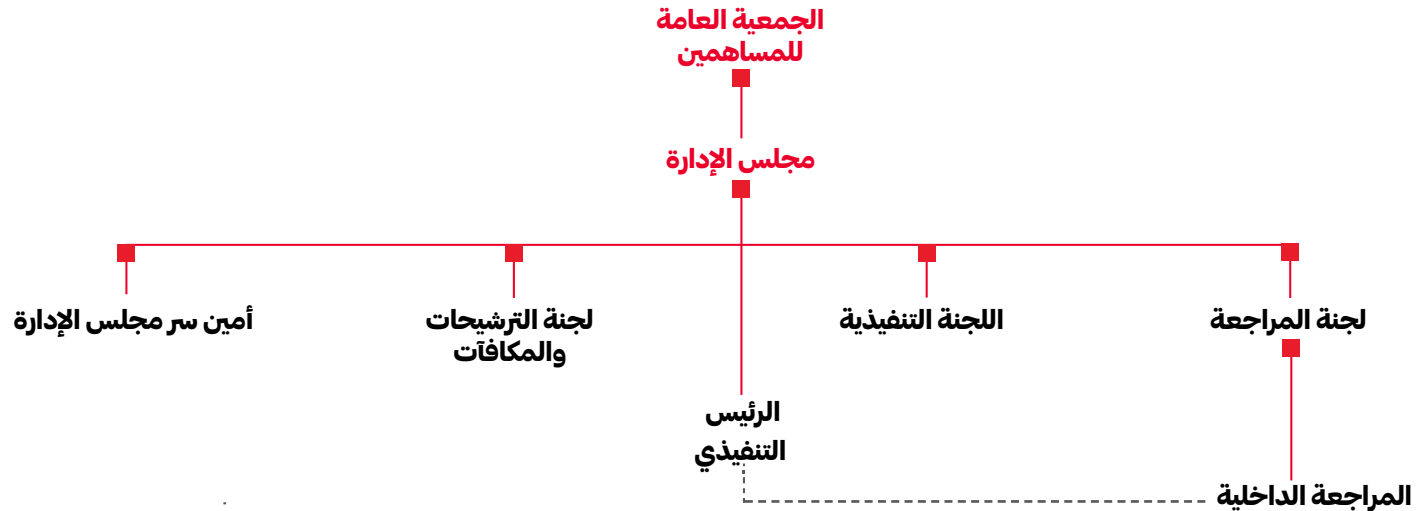 الجمعية العامة
للمساهمين
مجلس الإدارة
لجنة المراجعة
اللجنة التنفيذية
لجنة الترشيحات
والمكافآت
أمين سر مجلس الإدارة
الرئيس
التنفيذي
المراجعة الداخلية